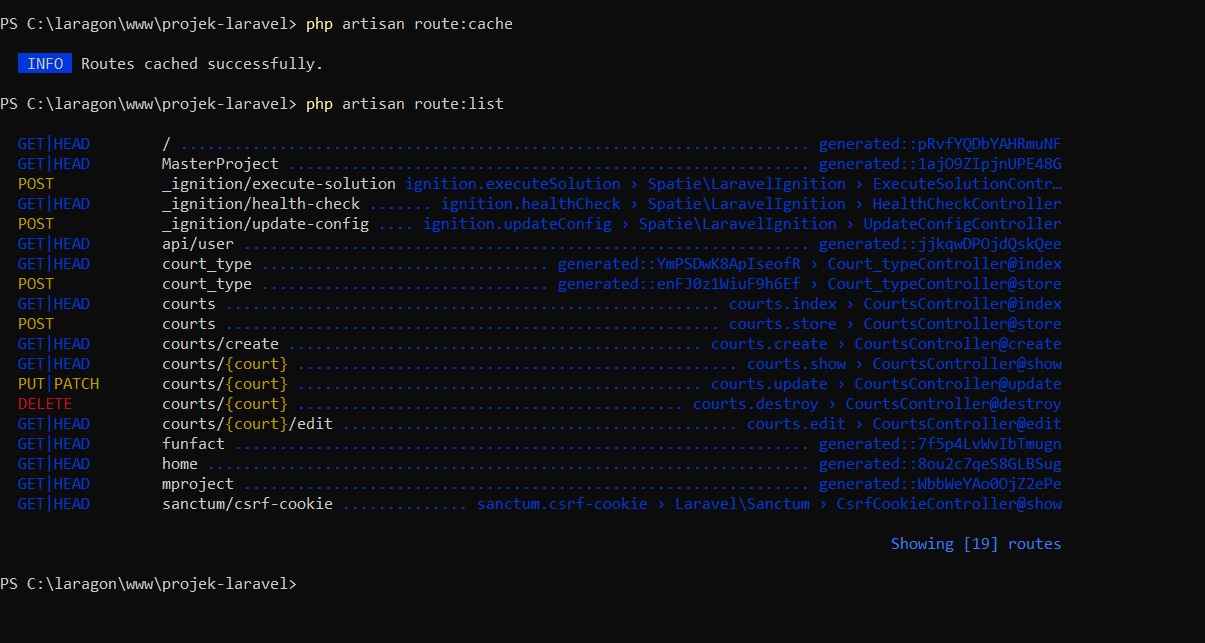 PS C:\laragon\www\projek-laravel> php artisan route:cache
INFO Routes cached successfully.
PS C:\laragon\www\projek-laravel> php artisan route:list
GET|HEAD / ...................................................................... generated::pRvfYQDbYAHRmuNF
GET|HEAD MasterProject .......................................................... generated::1ajO9ZIpjnUPE48G
POST _ignition/execute-solution ignition.executeSolution › Spatie\LaravelIgnition › ExecuteSolutionContr…
GET|HEAD _ignition/health-check ....... ignition.healthCheck › Spatie\LaravelIgnition › HealthCheckController
POST _ignition/update-config .... ignition.updateConfig › Spatie\LaravelIgnition › UpdateConfigController
GET|HEAD api/user ............................................................... generated::jjkqwDPOjdQskQee
GET|HEAD court_type ................................ generated::YmPSDwK8ApIseofR › Court_typeController@index
POST court_type ................................ generated::enFJ0z1WiuF9h6Ef › Court_typeController@store
GET|HEAD courts ....................................................... courts.index › CourtsController@index
POST courts ....................................................... courts.store › CourtsController@store
GET|HEAD courts/create .............................................. courts.create › CourtsController@create
GET|HEAD courts/{court} ................................................. courts.show › CourtsController@show
PUT|PATCH courts/{court} ............................................. courts.update › CourtsController@update
DELETE courts/{court} ........................................... courts.destroy › CourtsController@destroy
GET|HEAD courts/{court}/edit ............................................ courts.edit › CourtsController@edit
GET|HEAD funfact ................................................................ generated::7f5p4LvWvIbTmugn
GET|HEAD home ................................................................... generated::8ou2c7qeS8GLBSug
GET|HEAD mproject ............................................................... generated::WbbWeYAo0OjZ2ePe
GET|HEAD sanctum/csrf-cookie .............. sanctum.csrf-cookie › Laravel\Sanctum › CsrfCookieController@show
Showing [19] routes
PS C:\laragon\www\projek-laravel>